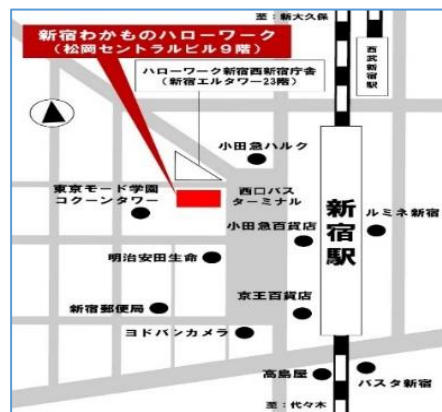 至：新大久保
新宿わかものハローワーク
（松岡セントラルビル９階）
西武新宿駅
ハローワーク新宿西新宿庁舎
（新宿エルタワー23階）
小田急ハルク
東京モード学園
コクーンタワー
西口バス
ターミナル
新宿駅
ルミネ新宿
小田急百貨店
明治安田生命
京王百貨店
新宿郵便局
ヨドバシカメラ
高島屋
バスタ新宿
至：代々木